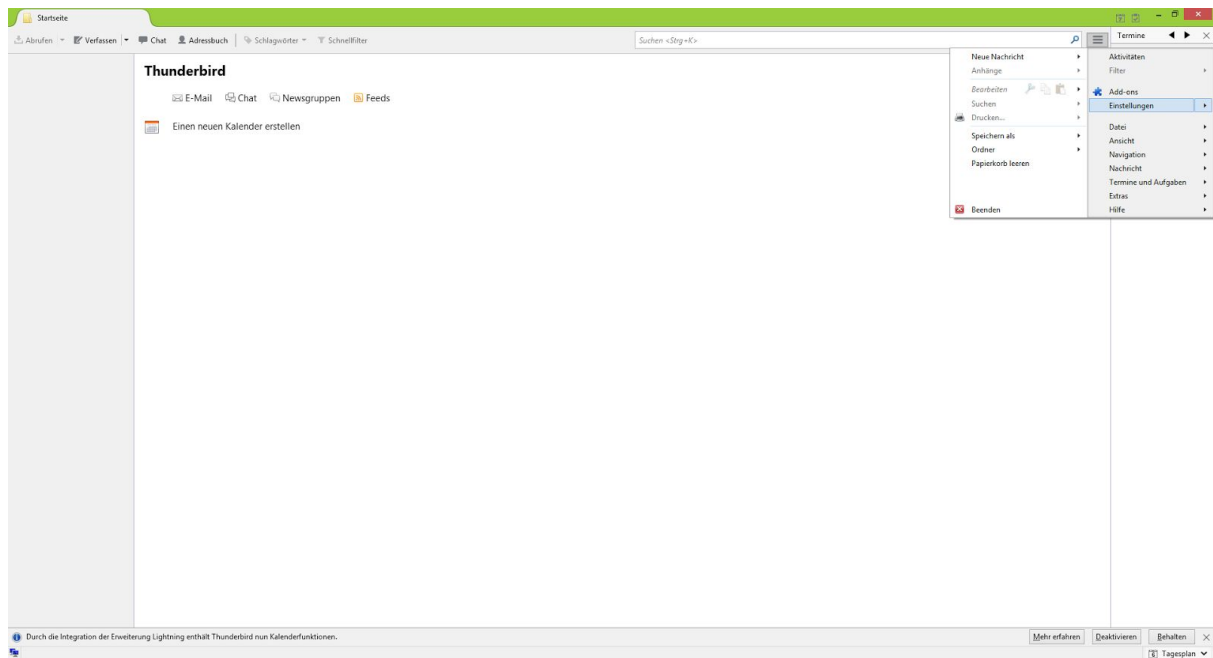 Startseite
Abrufen Verfassen Chat Adressbuch Schlagwörter Schnellfilter Suchen <Strg+K> Termine
Thunderbird
E-Mail Chat Newsgruppen Feeds
Einen neuen Kalender erstellen
Neue Nachricht
Anhänge
Bearbeiten
Suchen
Drucken...
Speichern als
Ordner
Papierkorb leeren
Beenden
Aktivitäten
Filter
Add-ons
Einstellungen
Datei
Ansicht
Navigation
Nachricht
Termine und Aufgaben
Extras
Hilfe
Durch die Integration der Erweiterung Lightning enthält Thunderbird nun Kalenderfunktionen. Mehr erfahren Deaktivieren Behalten
Tagesplan